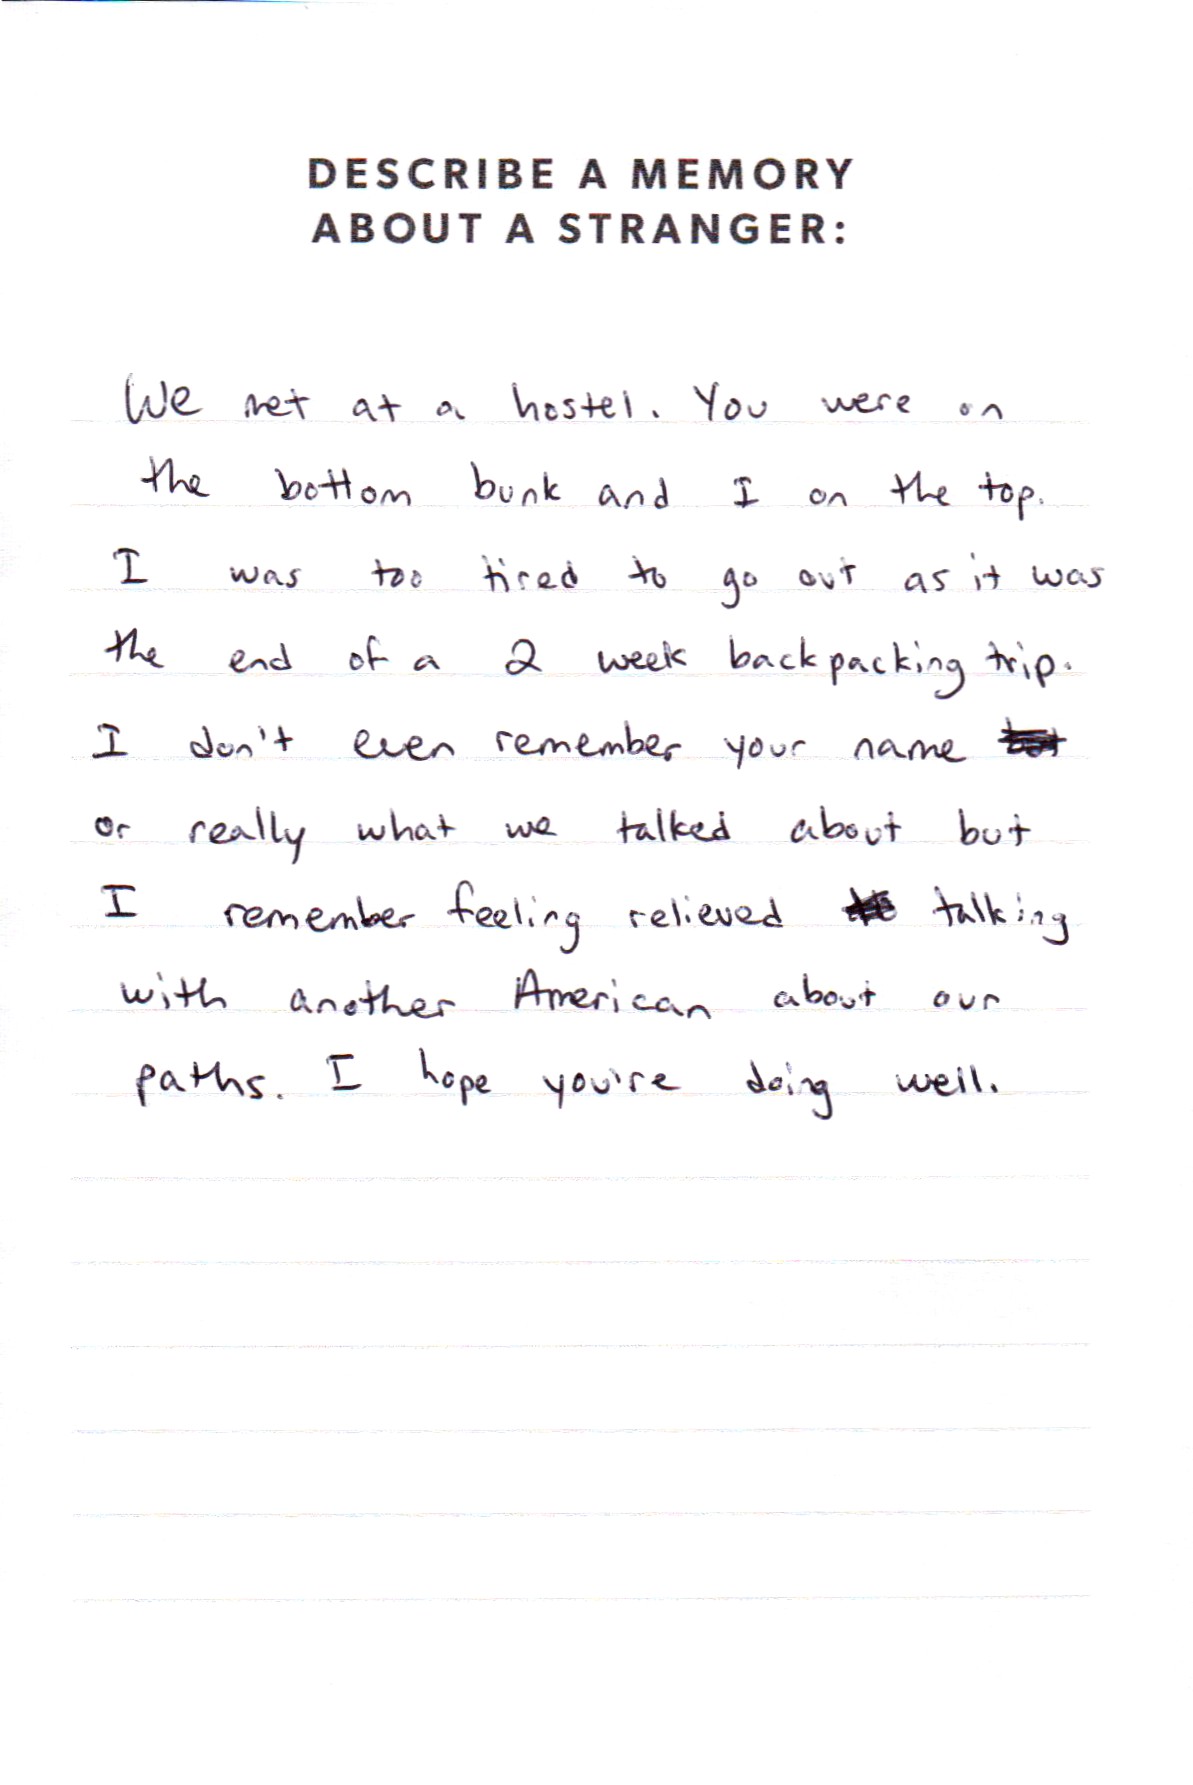 DESCRIBE A MEMORY
ABOUT A STRANGER:
We met at a hostel. You were on
the bottom bunk and I on the top.
I was too tired to go out as it was
the end of a 2 week backpacking trip.
I don't even remember your name
or really what we talked about but
I remember feeling relieved talking
with another American about our
paths. I hope you're doing well.